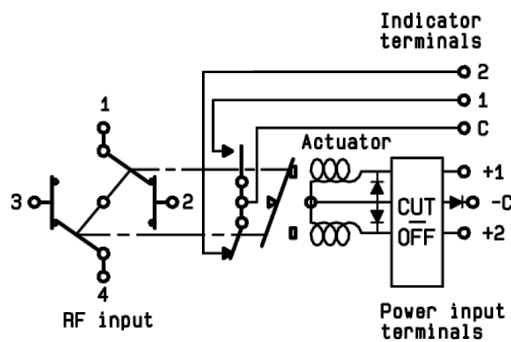 Indicator
terminals
2
1
C
1
Actuator
+1
3
2
CUT
OFF
-C
+2
4
RF input
Power input
terminals